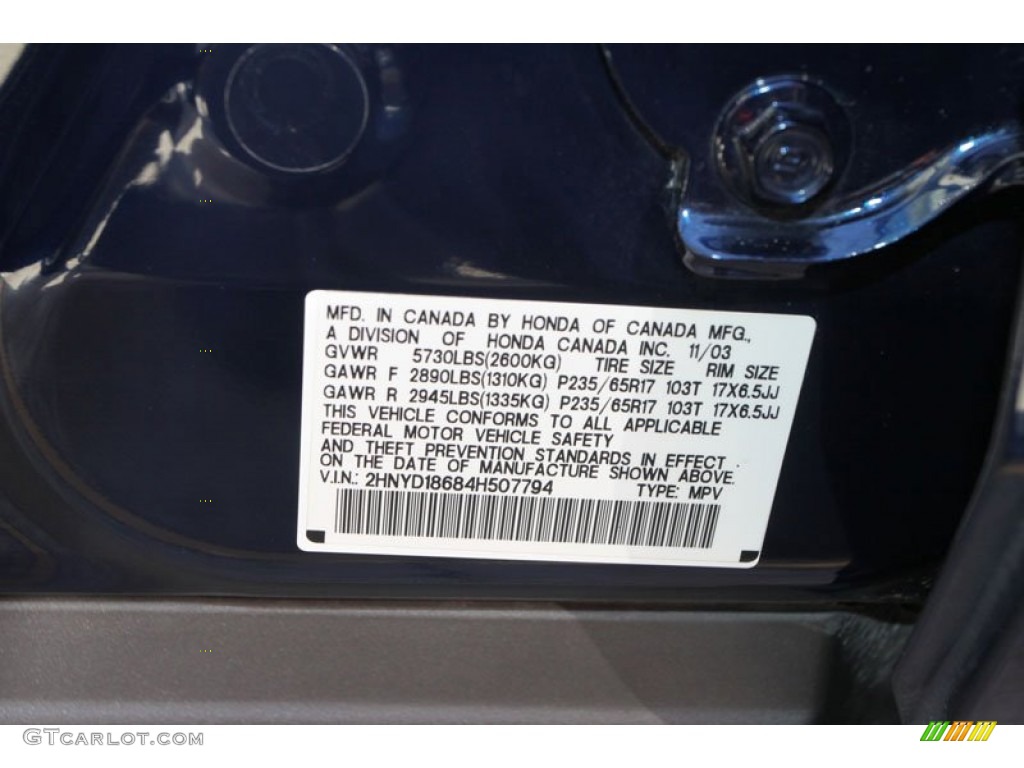 MFD. IN CANADA BY HONDA OF CANADA MFG.,
A DIVISION OF HONDA CANADA INC. 11/03
GVWR 5730LBS(2600KG) TIRE SIZE RIM SIZE
GAWR F 2890LBS(1310KG) P235/65R17 103T 17X6.5JJ
GAWR R 2945LBS(1335KG) P235/65R17 103T 17X6.5JJ
THIS VEHICLE CONFORMS TO ALL APPLICABLE
FEDERAL MOTOR VEHICLE SAFETY
AND THEFT PREVENTION STANDARDS IN EFFECT .
ON THE DATE OF MANUFACTURE SHOWN ABOVE.
V.I.N.: 2HNYD18684H507794 TYPE: MPV
GTCARLOT.COM